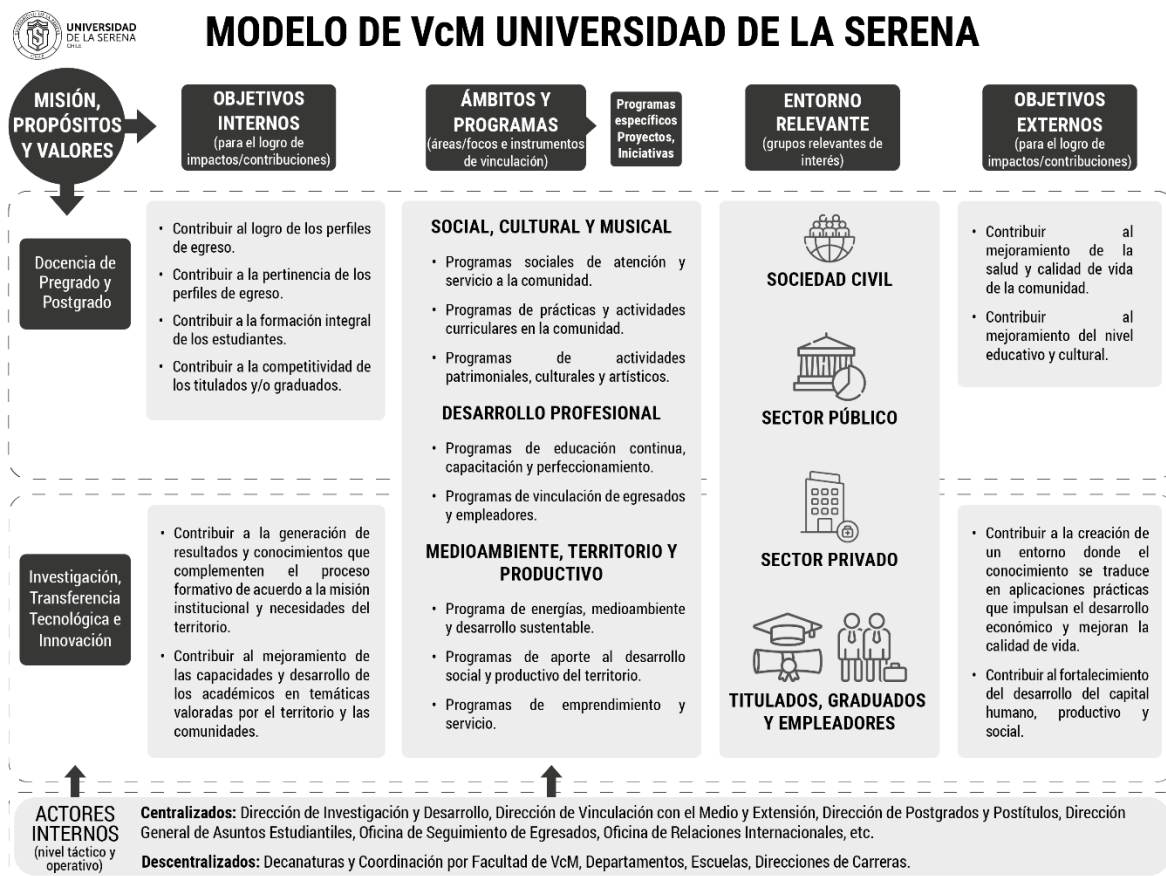 UNIVERSIDAD
DE LA SERENA
CHILE
MODELO DE VcM UNIVERSIDAD DE LA SERENA
MISIÓN,
PROPÓSITOS
Y VALORES
OBJETIVOS
INTERNOS
(para el logro de
impactos/contribuciones)
ÁMBITOS Y
PROGRAMAS
(áreas/focos e instrumentos
de vinculación)
Programas
específicos
Proyectos,
Iniciativas
ENTORNO
RELEVANTE
(grupos relevantes de
interés)
OBJETIVOS
EXTERNOS
(para el logro de
impactos/contribuciones)
Docencia de
Pregrado y
Postgrado
• Contribuir al logro de los perfiles
de egreso.
• Contribuir a la pertinencia de los
perfiles de egreso.
• Contribuir a la formación integral
de los estudiantes.
• Contribuir a la competitividad de
los titulados y/o graduados.
SOCIAL, CULTURAL Y MUSICAL
• Programas sociales de atención y
servicio a la comunidad.
• Programas de prácticas y actividades
curriculares en la comunidad.
• Programas de actividades
patrimoniales, culturales y artísticos.
DESARROLLO PROFESIONAL
• Programas de educación continua,
capacitación y perfeccionamiento.
• Programas de vinculación de egresados
y empleadores.
MEDIOAMBIENTE, TERRITORIO Y
PRODUCTIVO
• Programa de energías, medioambiente
y desarrollo sustentable.
• Programas de aporte al desarrollo
social y productivo del territorio.
• Programas de emprendimiento y
servicio.
SOCIEDAD CIVIL
SECTOR PÚBLICO
SECTOR PRIVADO
TITULADOS, GRADUADOS
Y EMPLEADORES
• Contribuir al
mejoramiento de la
salud y calidad de vida
de la comunidad.
• Contribuir al
mejoramiento del nivel
educativo y cultural.
Investigación,
Transferencia
Tecnológica e
Innovación
• Contribuir a la generación de
resultados y conocimientos que
complementen el proceso
formativo de acuerdo a la misión
institucional y necesidades del
territorio.
• Contribuir al mejoramiento de
las capacidades y desarrollo de
los académicos en temáticas
valoradas por el territorio y las
comunidades.
• Contribuir a la creación de
un entorno donde el
conocimiento se traduce
en aplicaciones prácticas
que impulsan el desarrollo
económico y mejoran la
calidad de vida.
• Contribuir al fortalecimiento
del desarrollo del capital
humano, productivo y
social.
ACTORES
INTERNOS
(nivel táctico y
operativo)
Centralizados: Dirección de Investigación y Desarrollo, Dirección de Vinculación con el Medio y Extensión, Dirección de Postgrados y Postítulos, Dirección
General de Asuntos Estudiantiles, Oficina de Seguimiento de Egresados, Oficina de Relaciones Internacionales, etc.
Descentralizados: Decanaturas y Coordinación por Facultad de VcM, Departamentos, Escuelas, Direcciones de Carreras.